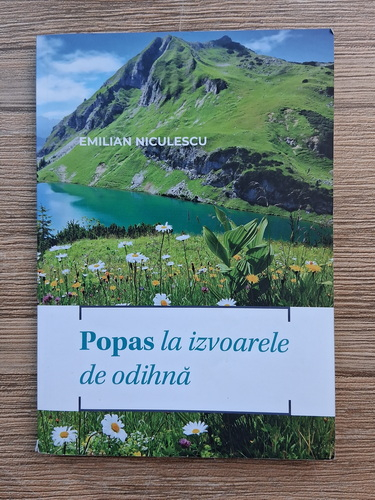 EMILIAN NICULESCU
Popas la izvoarele
de odihnă